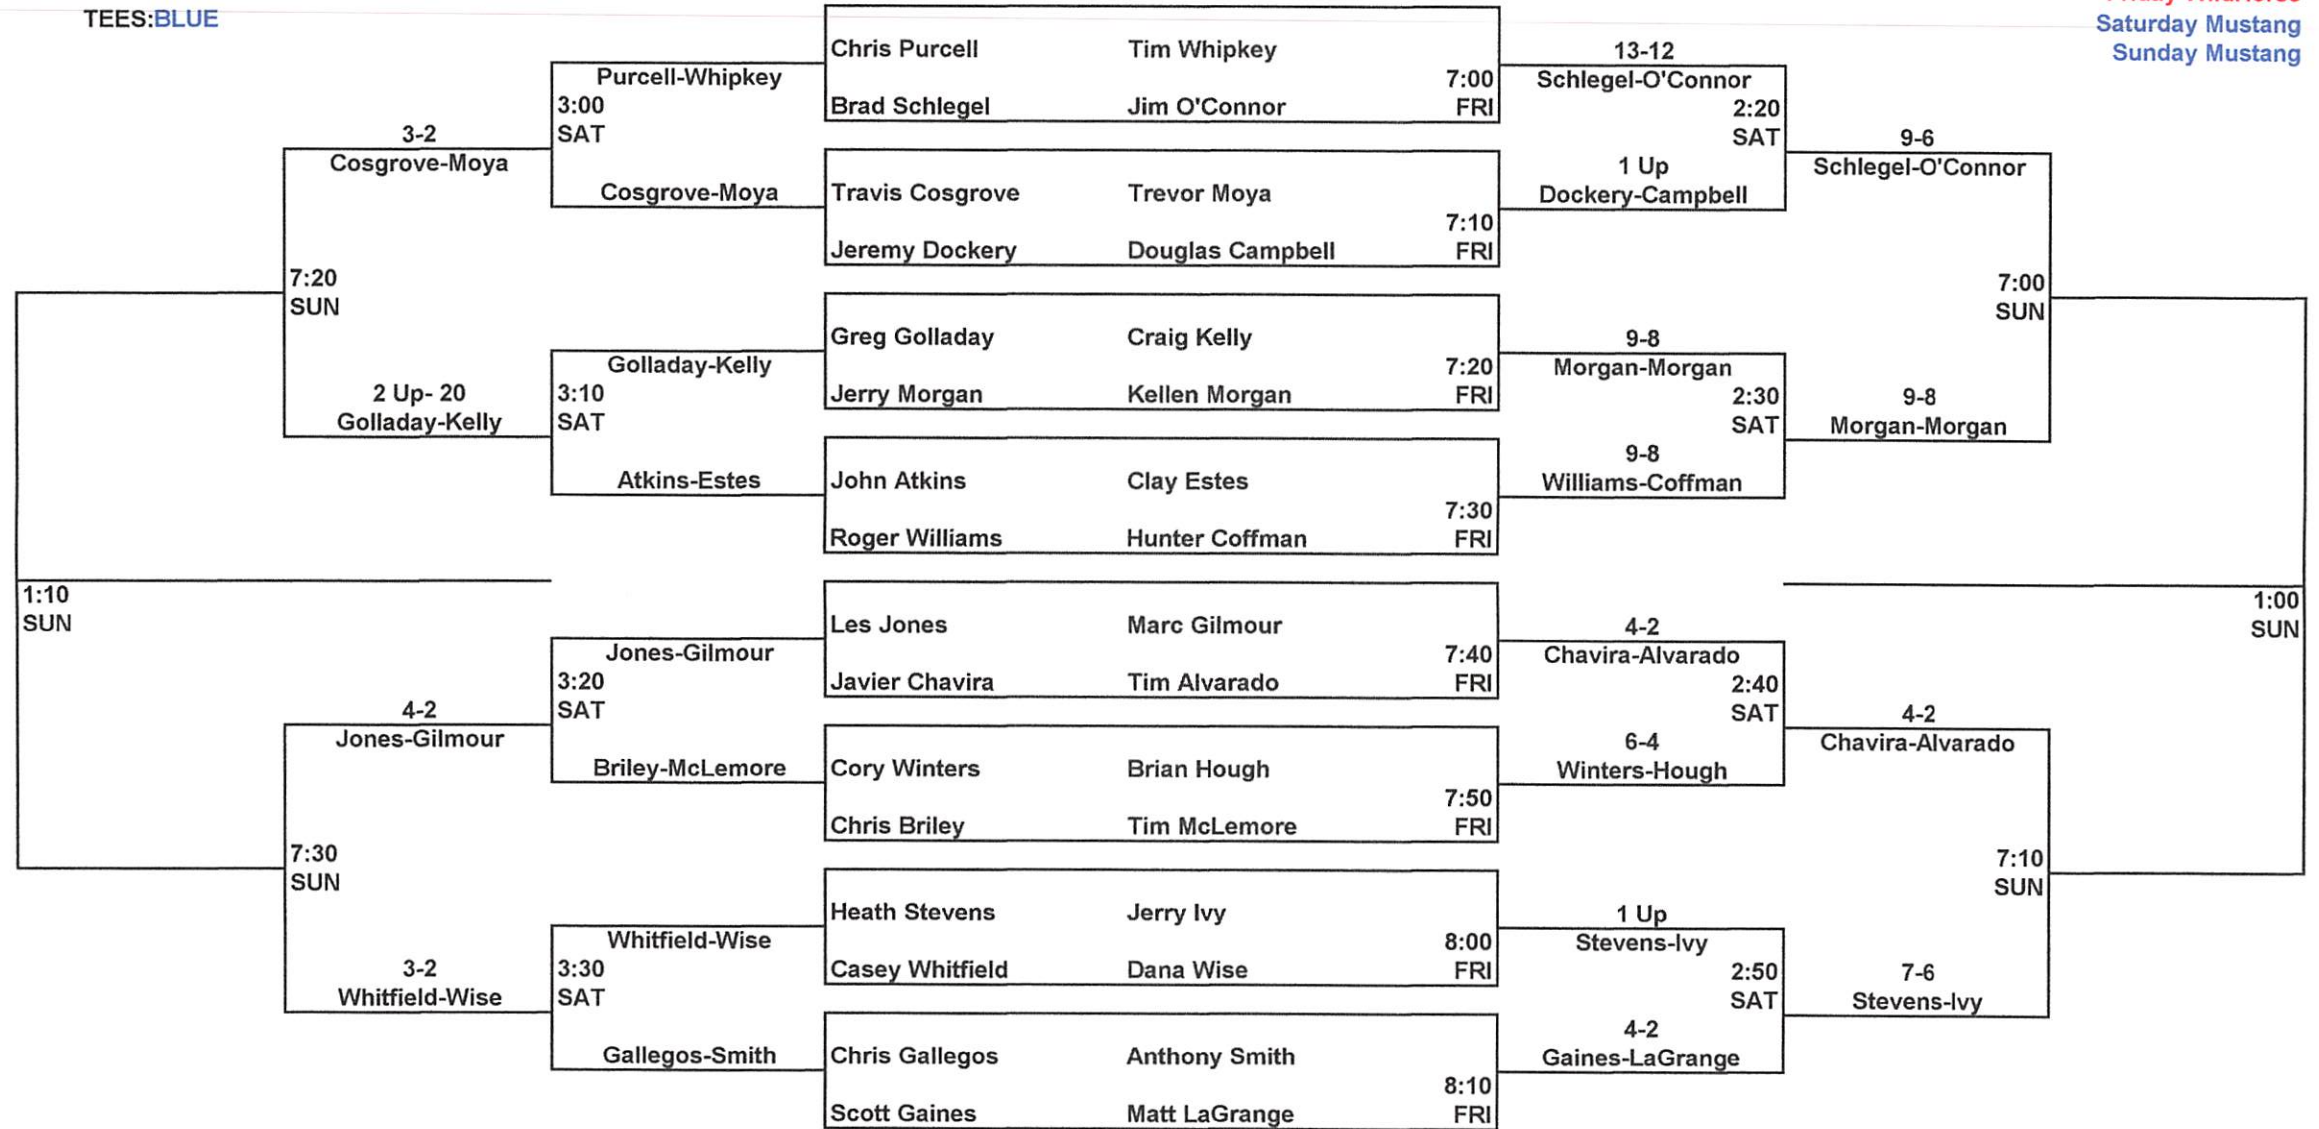 TEES:BLUE
Saturday Mustang
Sunday Mustang
Chris Purcell Tim Whipkey
7:00
Brad Schlegel Jim O'Connor FRI
Travis Cosgrove Trevor Moya
7:10
Jeremy Dockery Douglas Campbell FRI
Greg Golladay Craig Kelly
7:20
Jerry Morgan Kellen Morgan FRI
John Atkins Clay Estes
7:30
Roger Williams Hunter Coffman FRI
Les Jones Marc Gilmour
7:40
Javier Chavira Tim Alvarado FRI
Cory Winters Brian Hough
7:50
Chris Briley Tim McLemore FRI
Heath Stevens Jerry Ivy
8:00
Casey Whitfield Dana Wise FRI
Chris Gallegos Anthony Smith
8:10
Scott Gaines Matt LaGrange FRI
Purcell-Whipkey
3:00
SAT
Cosgrove-Moya
Golladay-Kelly
3:10
SAT
Atkins-Estes
Jones-Gilmour
3:20
SAT
Briley-McLemore
Whitfield-Wise
3:30
SAT
Gallegos-Smith
3-2
Cosgrove-Moya
7:20
SUN
2 Up- 20
Golladay-Kelly
4-2
Jones-Gilmour
7:30
SUN
3-2
Whitfield-Wise
1:10
SUN
13-12
Schlegel-O'Connor
2:20
SAT
1 Up
Dockery-Campbell
9-8
Morgan-Morgan
2:30
SAT
9-8
Williams-Coffman
4-2
Chavira-Alvarado
2:40
SAT
6-4
Winters-Hough
1 Up
Stevens-Ivy
2:50
SAT
4-2
Gaines-LaGrange
9-6
Schlegel-O'Connor
7:00
SUN
9-8
Morgan-Morgan
4-2
Chavira-Alvarado
7:10
SUN
7-6
Stevens-Ivy
1:00
SUN